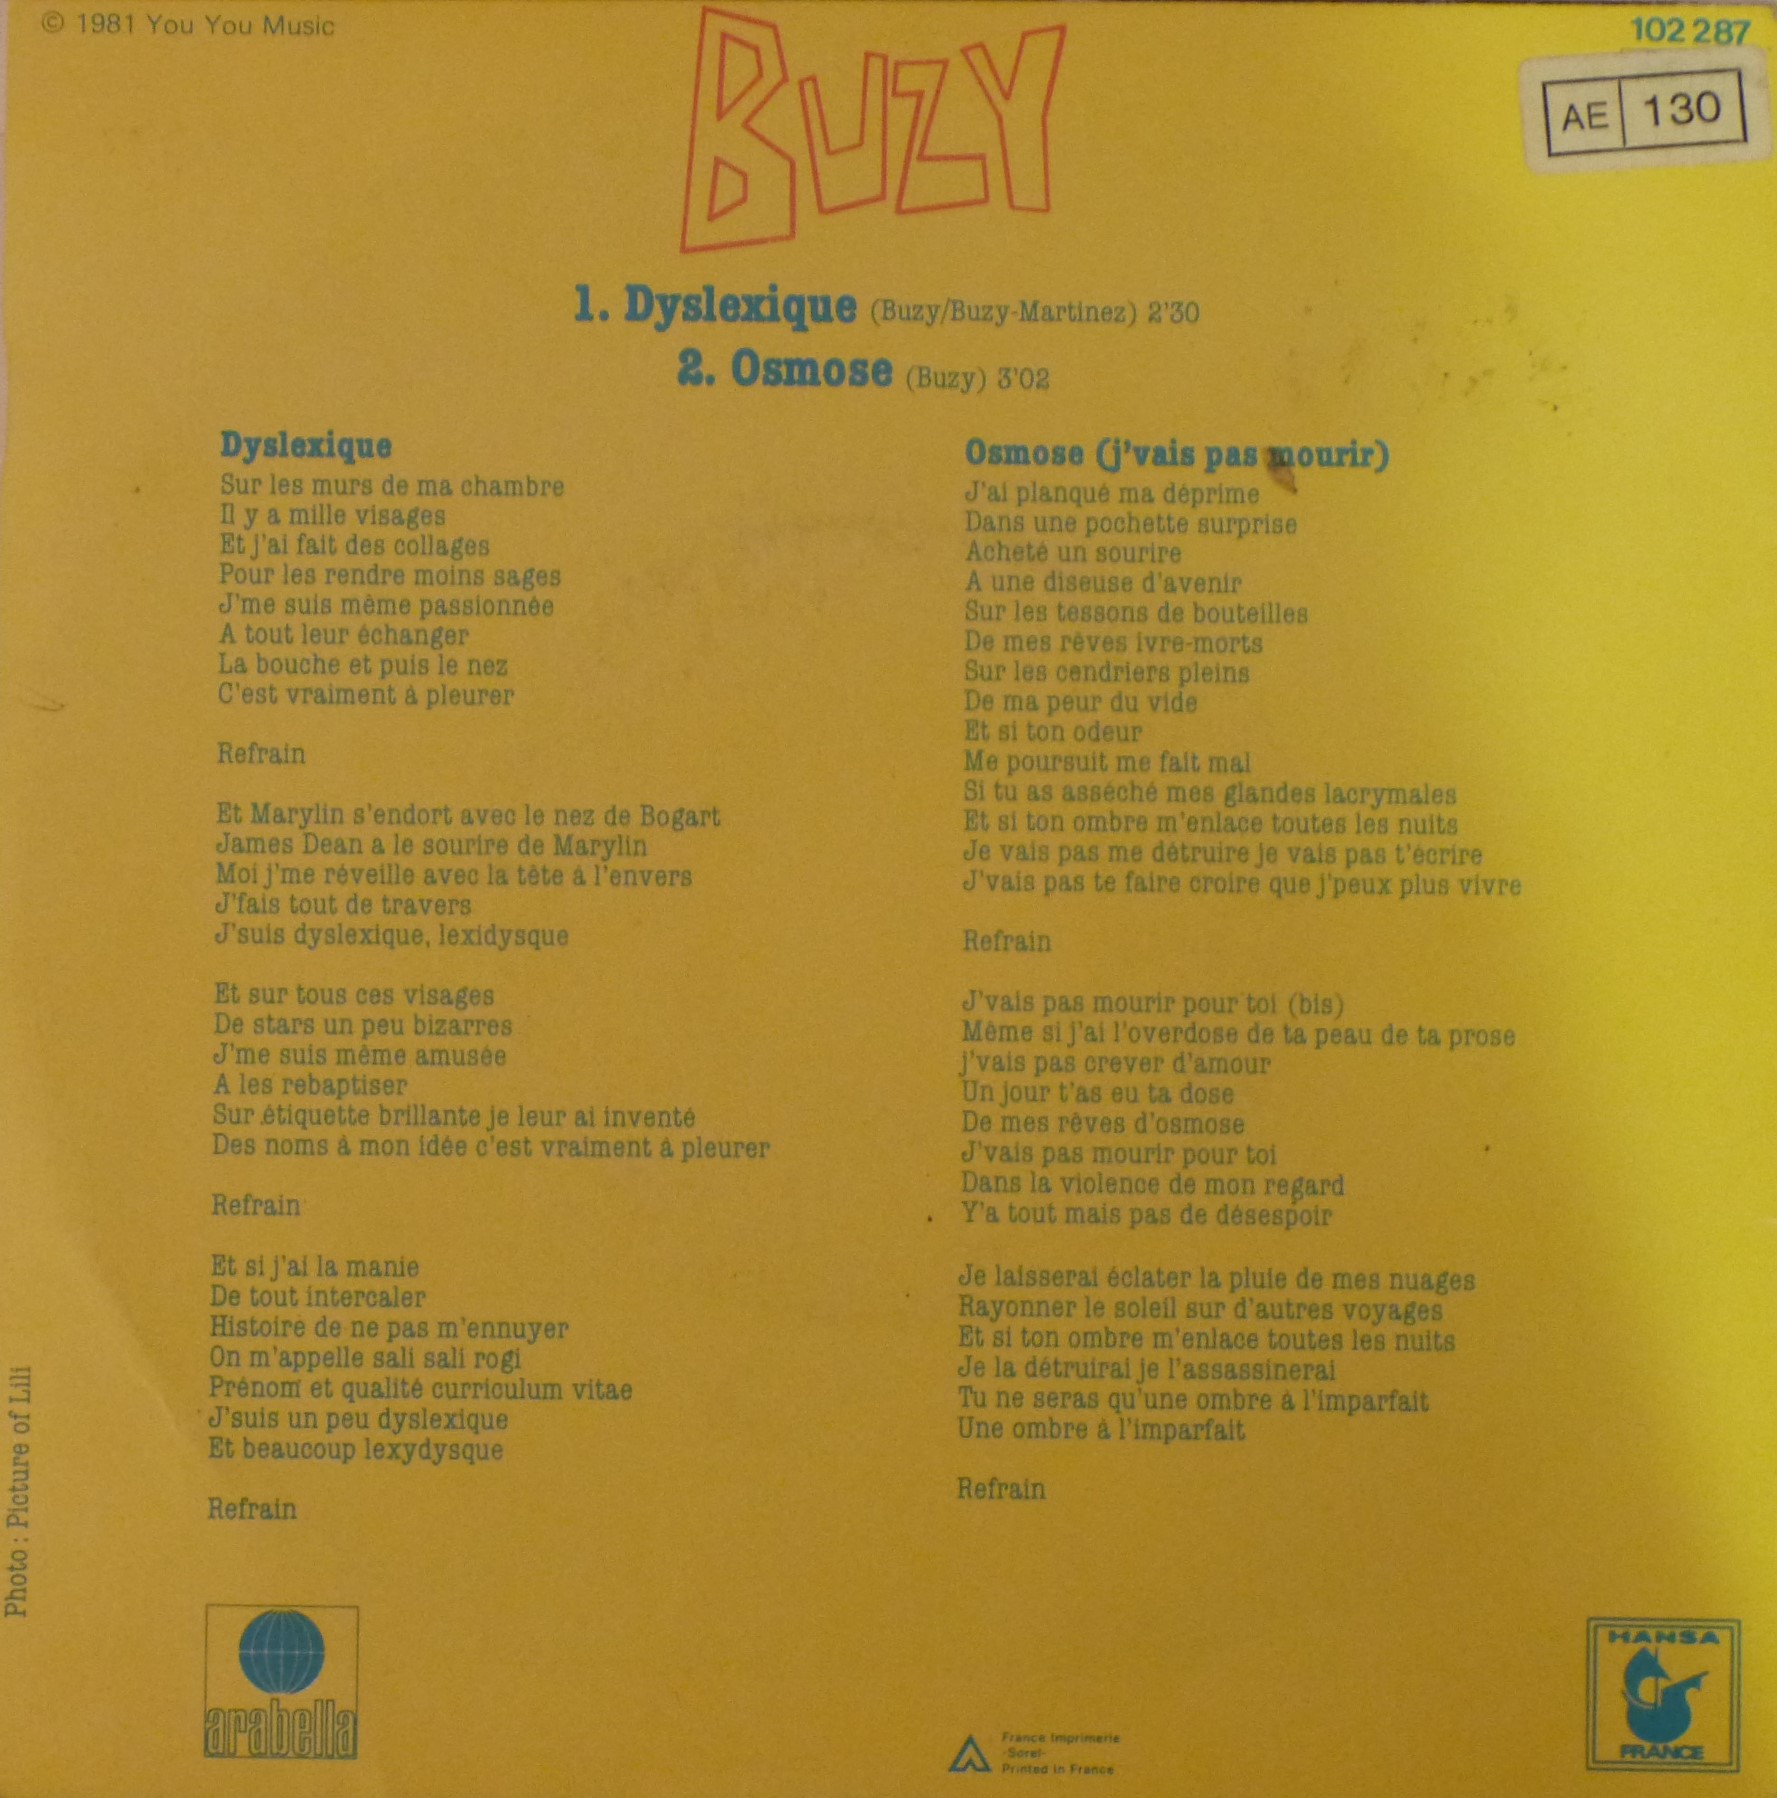 © 1981 You You Music
102 287
AE 130
BUZY
1. Dyslexique (Buzy/Buzy-Martinez) 2'30
2. Osmose (Buzy) 3'02
Dyslexique
Sur les murs de ma chambre
Il y a mille visages
Et j'ai fait des collages
Pour les rendre moins sages
J'me suis même passionnée
A tout leur échanger
La bouche et puis le nez
C'est vraiment à pleurer
Refrain
Et Marylin s'endort avec le nez de Bogart
James Dean a le sourire de Marylin
Moi j'me réveille avec la tête à l'envers
J'fais tout de travers
J'suis dyslexique, lexidysque
Et sur tous ces visages
De stars un peu bizarres
J'me suis même amusée
A les rebaptiser
Sur étiquette brillante je leur ai inventé
Des noms à mon idée c'est vraiment à pleurer
Refrain
Et si j'ai la manie
De tout intercaler
Histoire de ne pas m'ennuyer
On m'appelle sali sali rogi
Prénom et qualité curriculum vitae
J'suis un peu dyslexique
Et beaucoup lexydysque
Refrain
Osmose (j'vais pas mourir)
J'ai planqué ma déprime
Dans une pochette surprise
Acheté un sourire
A une diseuse d'avenir
Sur les tessons de bouteilles
De mes rêves ivre-morts
Sur les cendriers pleins
De ma peur du vide
Et si ton odeur
Me poursuit me fait mal
Si tu as asséché mes glandes lacrymales
Et si ton ombre m'enlace toutes les nuits
Je vais pas me détruire je vais pas t'écrire
J'vais pas te faire croire que j'peux plus vivre
Refrain
J'vais pas mourir pour toi (bis)
Même si j'ai l'overdose de ta peau de ta prose
j'vais pas crever d'amour
Un jour t'as eu ta dose
De mes rêves d'osmose
J'vais pas mourir pour toi
Dans la violence de mon regard
Y'a tout mais pas de désespoir
Je laisserai éclater la pluie de mes nuages
Rayonner le soleil sur d'autres voyages
Et si ton ombre m'enlace toutes les nuits
Je la détruirai je l'assassinerai
Tu ne seras qu'une ombre à l'imparfait
Une ombre à l'imparfait
Refrain
Photo : Picture of Lili
arabella
France Imprimerie
-Sorel-
Printed in France
HANSA
FRANCE